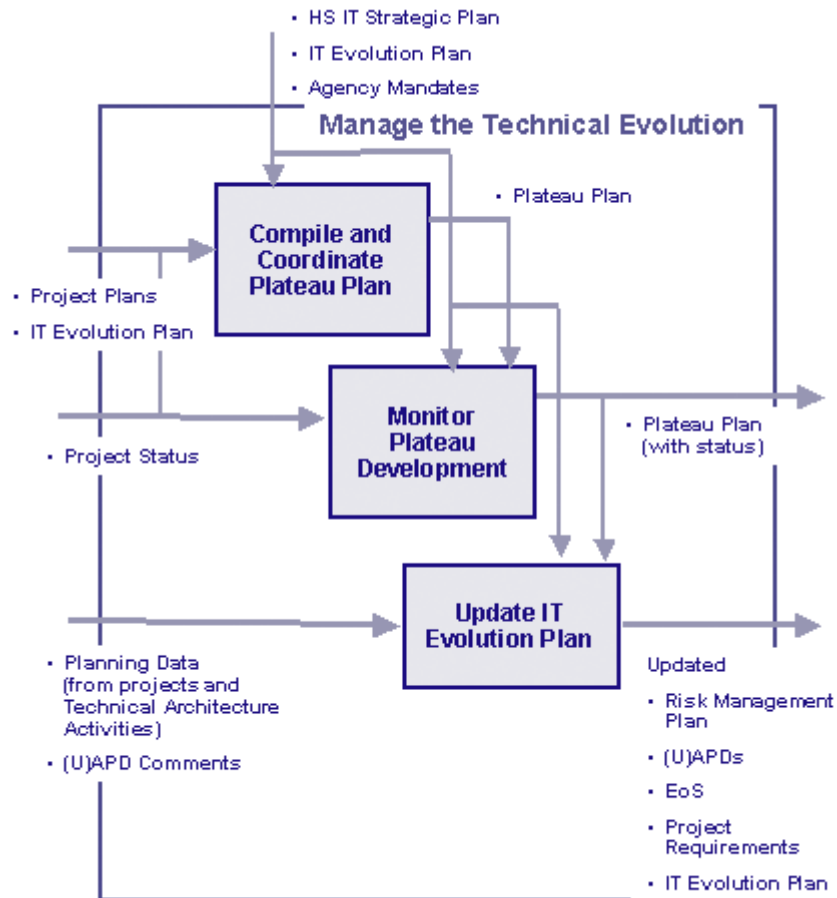 • HS IT Strategic Plan
• IT Evolution Plan
• Agency Mandates
Manage the Technical Evolution
Compile and
Coordinate
Plateau Plan
• Plateau Plan
• Project Plans
• IT Evolution Plan
Monitor
Plateau
Development
• Project Status
• Plateau Plan
(with status)
Update IT
Evolution Plan
• Planning Data
(from projects and
Technical Architecture
Activities)
• (U)APD Comments
Updated
• Risk Management
Plan
• (U)APDs
• EoS
• Project
Requirements
• IT Evolution Plan